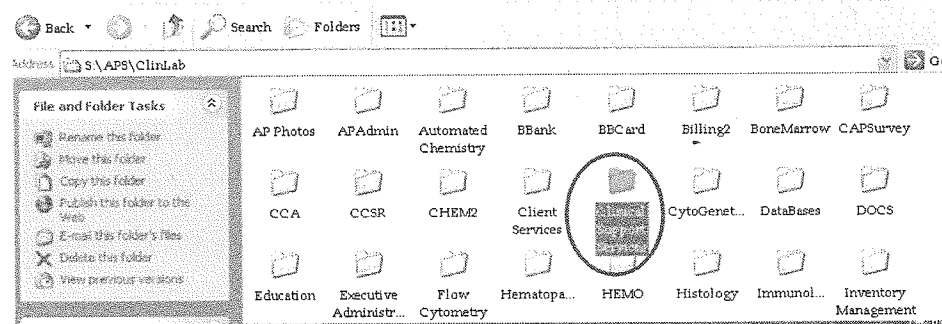 Back Search Folders
Address S:\APS\ClinLab
File and Folder Tasks
Rename this folder
Move this folder
Copy this folder
Publish this folder to the
Web
E-mail this folder's files
Delete this folder
View previous versions
AP Photos APAdmin Automated Chemistry BBank BBCard Billing2 BoneMarrow CAPSurvey
CCA CCSR CHEM2 Client Services CytoGenet... DataBases DOCS
Education Executive Administr... Flow Cytometry Hematopa... HEMO Histology Immunol... Inventory Management